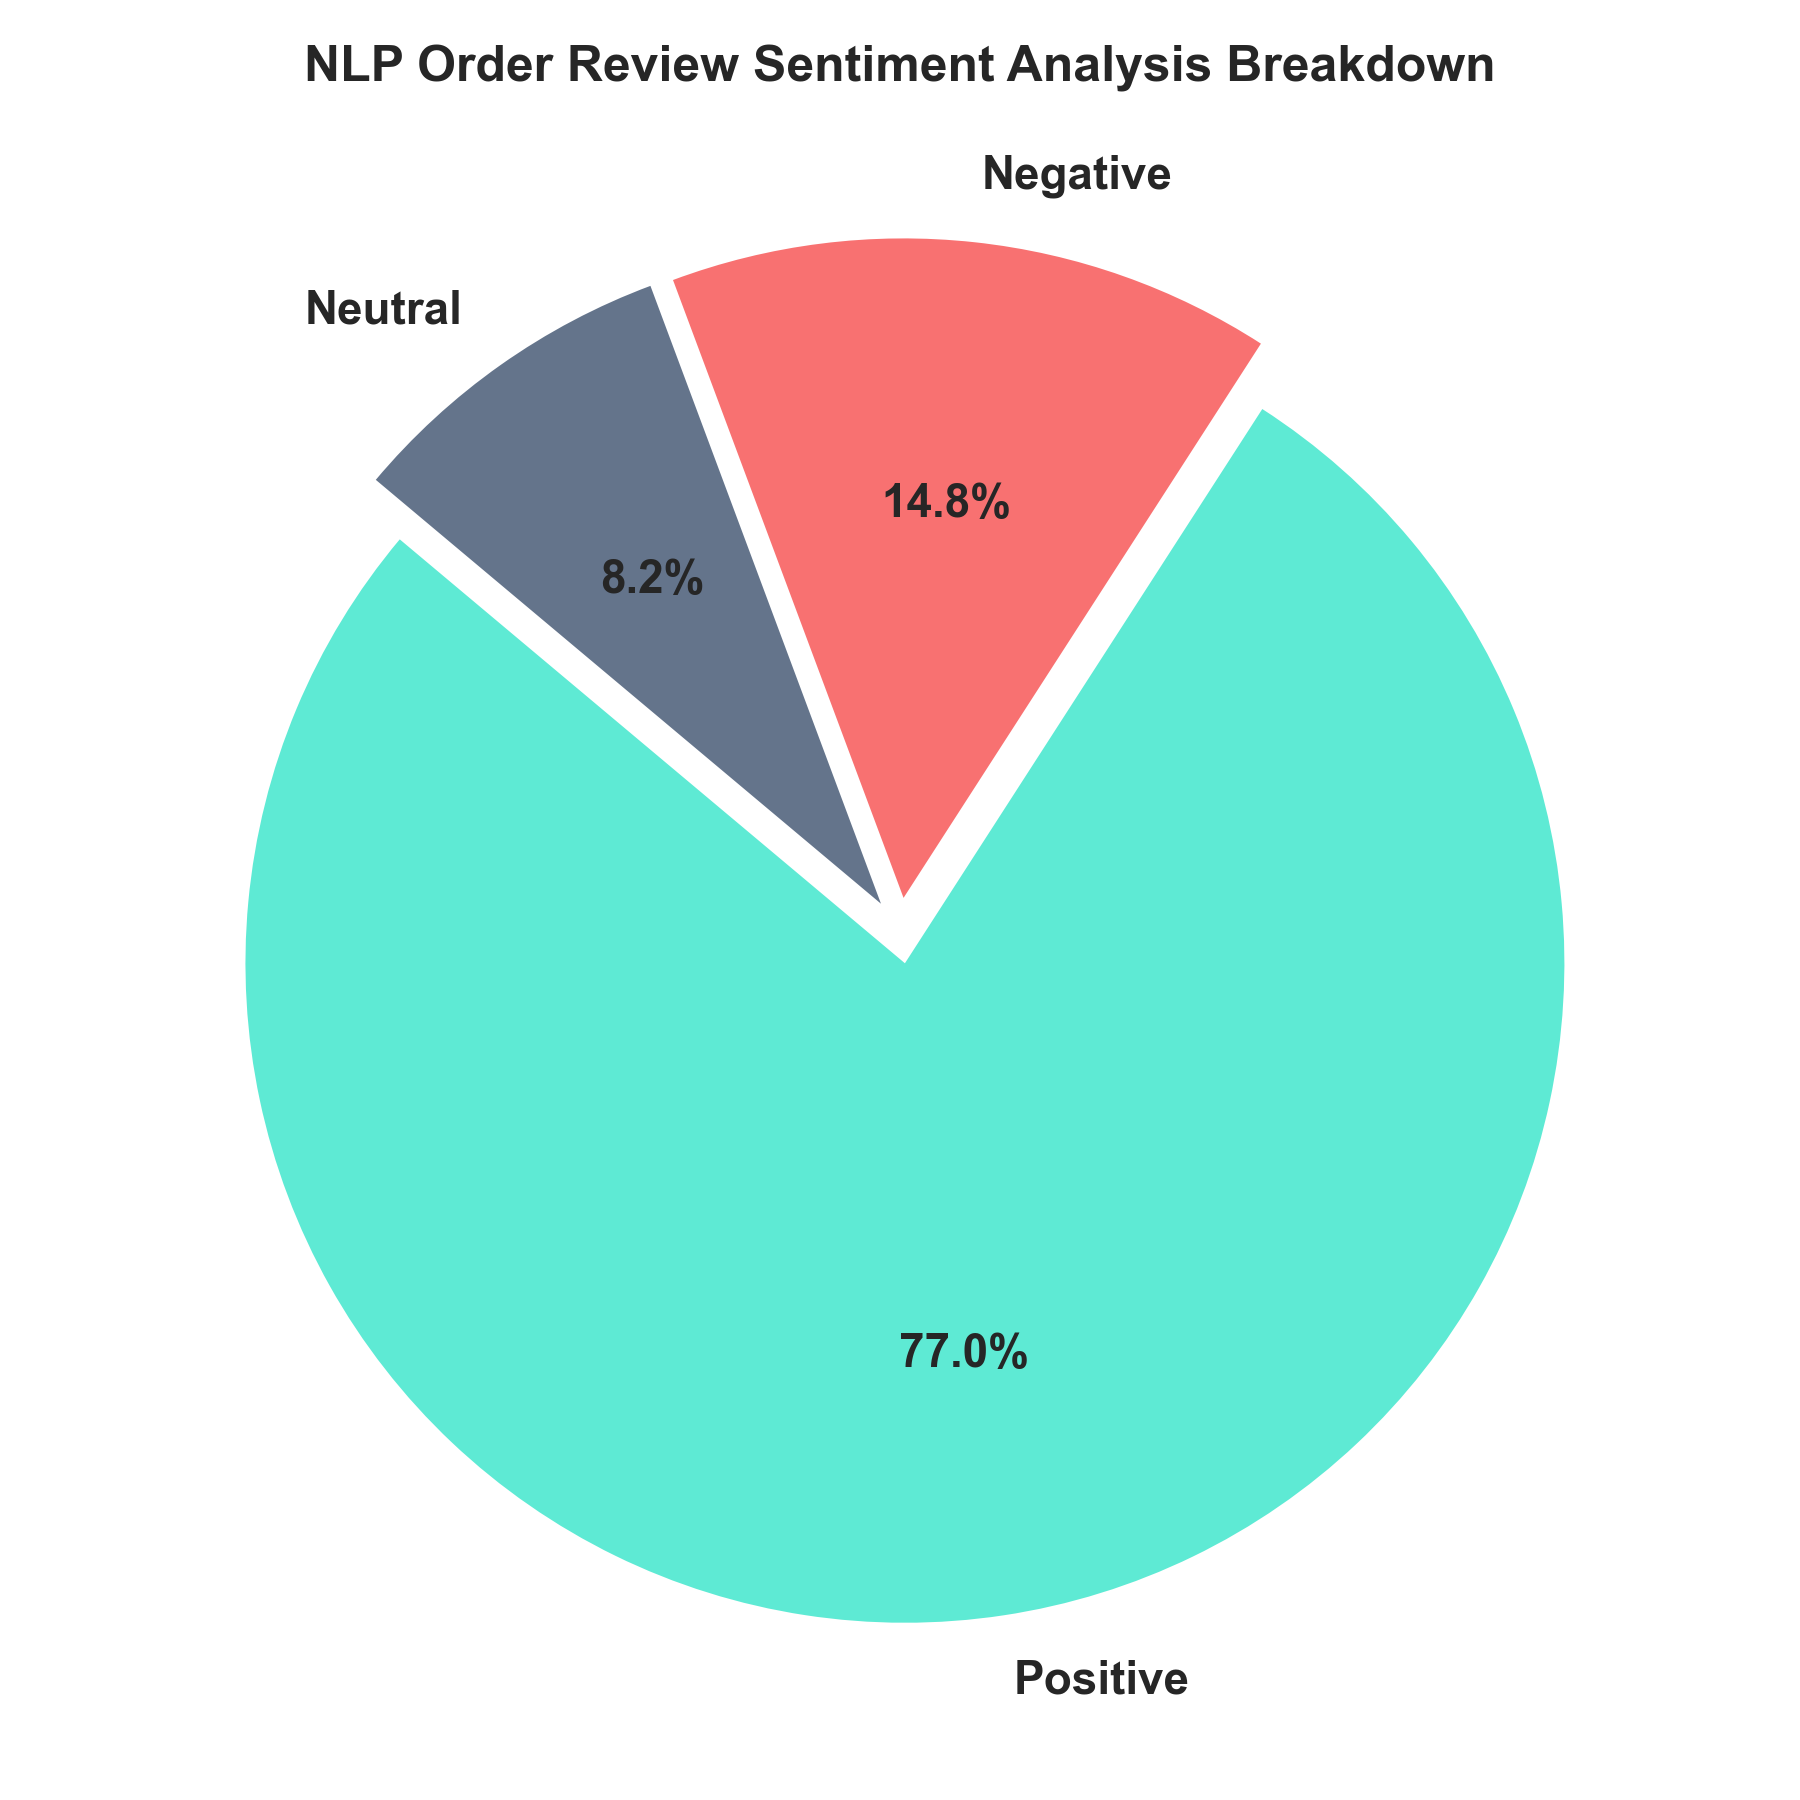 NLP Order Review Sentiment Analysis Breakdown
Negative
Neutral
14.8%
8.2%
77.0%
Positive